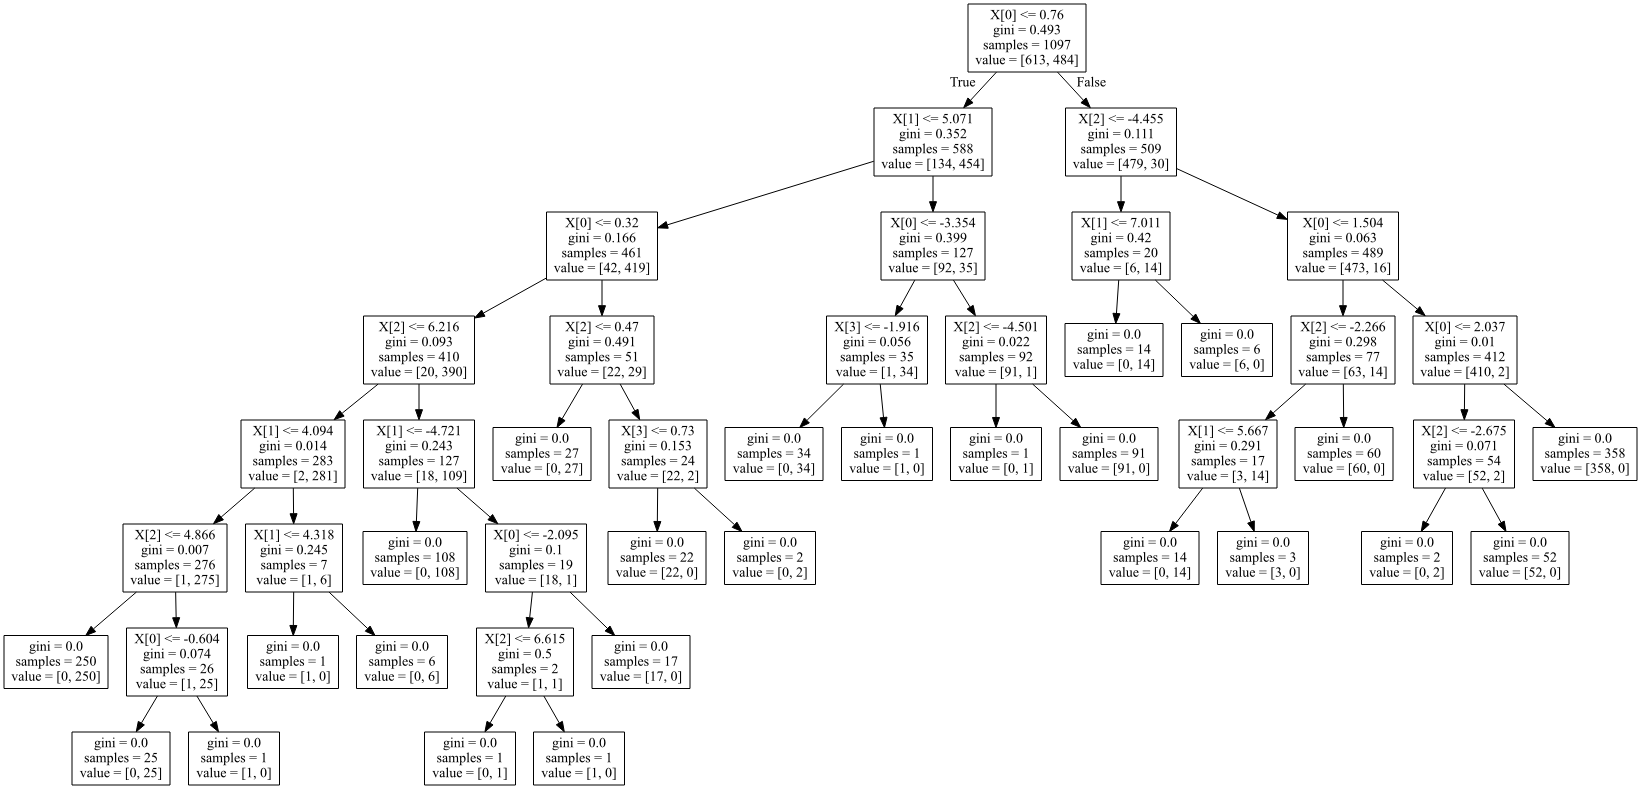 X[0] <= 0.76
gini = 0.493
samples = 1097
value = [613, 484]
True
False
X[1] <= 5.071
gini = 0.352
samples = 588
value = [134, 454]
X[2] <= -4.455
gini = 0.111
samples = 509
value = [479, 30]
X[0] <= 0.32
gini = 0.166
samples = 461
value = [42, 419]
X[0] <= -3.354
gini = 0.399
samples = 127
value = [92, 35]
X[1] <= 7.011
gini = 0.42
samples = 20
value = [6, 14]
X[0] <= 1.504
gini = 0.063
samples = 489
value = [473, 16]
X[2] <= 6.216
gini = 0.093
samples = 410
value = [20, 390]
X[2] <= 0.47
gini = 0.491
samples = 51
value = [22, 29]
X[3] <= -1.916
gini = 0.056
samples = 35
value = [1, 34]
X[2] <= -4.501
gini = 0.022
samples = 92
value = [91, 1]
gini = 0.0
samples = 14
value = [0, 14]
gini = 0.0
samples = 6
value = [6, 0]
X[2] <= -2.266
gini = 0.298
samples = 77
value = [63, 14]
X[0] <= 2.037
gini = 0.01
samples = 412
value = [410, 2]
X[1] <= 4.094
gini = 0.014
samples = 283
value = [2, 281]
X[1] <= -4.721
gini = 0.243
samples = 127
value = [18, 109]
gini = 0.0
samples = 27
value = [0, 27]
X[3] <= 0.73
gini = 0.153
samples = 24
value = [22, 2]
gini = 0.0
samples = 34
value = [0, 34]
gini = 0.0
samples = 1
value = [1, 0]
gini = 0.0
samples = 1
value = [0, 1]
gini = 0.0
samples = 91
value = [91, 0]
X[1] <= 5.667
gini = 0.291
samples = 17
value = [3, 14]
gini = 0.0
samples = 60
value = [60, 0]
X[2] <= -2.675
gini = 0.071
samples = 54
value = [52, 2]
gini = 0.0
samples = 358
value = [358, 0]
X[2] <= 4.866
gini = 0.007
samples = 276
value = [1, 275]
X[1] <= 4.318
gini = 0.245
samples = 7
value = [1, 6]
gini = 0.0
samples = 108
value = [0, 108]
X[0] <= -2.095
gini = 0.1
samples = 19
value = [18, 1]
gini = 0.0
samples = 22
value = [22, 0]
gini = 0.0
samples = 2
value = [0, 2]
gini = 0.0
samples = 14
value = [0, 14]
gini = 0.0
samples = 3
value = [3, 0]
gini = 0.0
samples = 2
value = [0, 2]
gini = 0.0
samples = 52
value = [52, 0]
gini = 0.0
samples = 250
value = [0, 250]
X[0] <= -0.604
gini = 0.074
samples = 26
value = [1, 25]
gini = 0.0
samples = 1
value = [1, 0]
gini = 0.0
samples = 6
value = [0, 6]
X[2] <= 6.615
gini = 0.5
samples = 2
value = [1, 1]
gini = 0.0
samples = 17
value = [17, 0]
gini = 0.0
samples = 25
value = [0, 25]
gini = 0.0
samples = 1
value = [1, 0]
gini = 0.0
samples = 1
value = [0, 1]
gini = 0.0
samples = 1
value = [1, 0]